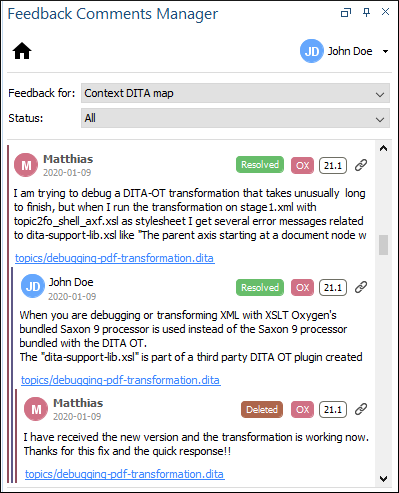 Feedback Comments Manager
JD John Doe
Feedback for: Context DITA map
Status: All
M Matthias Resolved OX 21.1
2020-01-09
I am trying to debug a DITA-OT transformation that takes unusually long
to finish, but when I run the transformation on stage1.xml with
topic2fo_shell_axf.xsl as stylesheet I get several error messages related
to dita-support-lib.xsl like "The parent axis starting at a document node w
topics/debugging-pdf-transformation.dita
JD John Doe Resolved OX 21.1
2020-01-09
When you are debugging or transforming XML with XSLT Oxygen's
bundled Saxon 9 processor is used instead of the Saxon 9 processor
bundled with the DITA OT.
The "dita-support-lib.xsl" is part of a third party DITA OT plugin created
topics/debugging-pdf-transformation.dita
M Matthias Deleted OX 21.1
2020-01-09
I have received the new version and the transformation is working now.
Thanks for this fix and the quick response!!
topics/debugging-pdf-transformation.dita